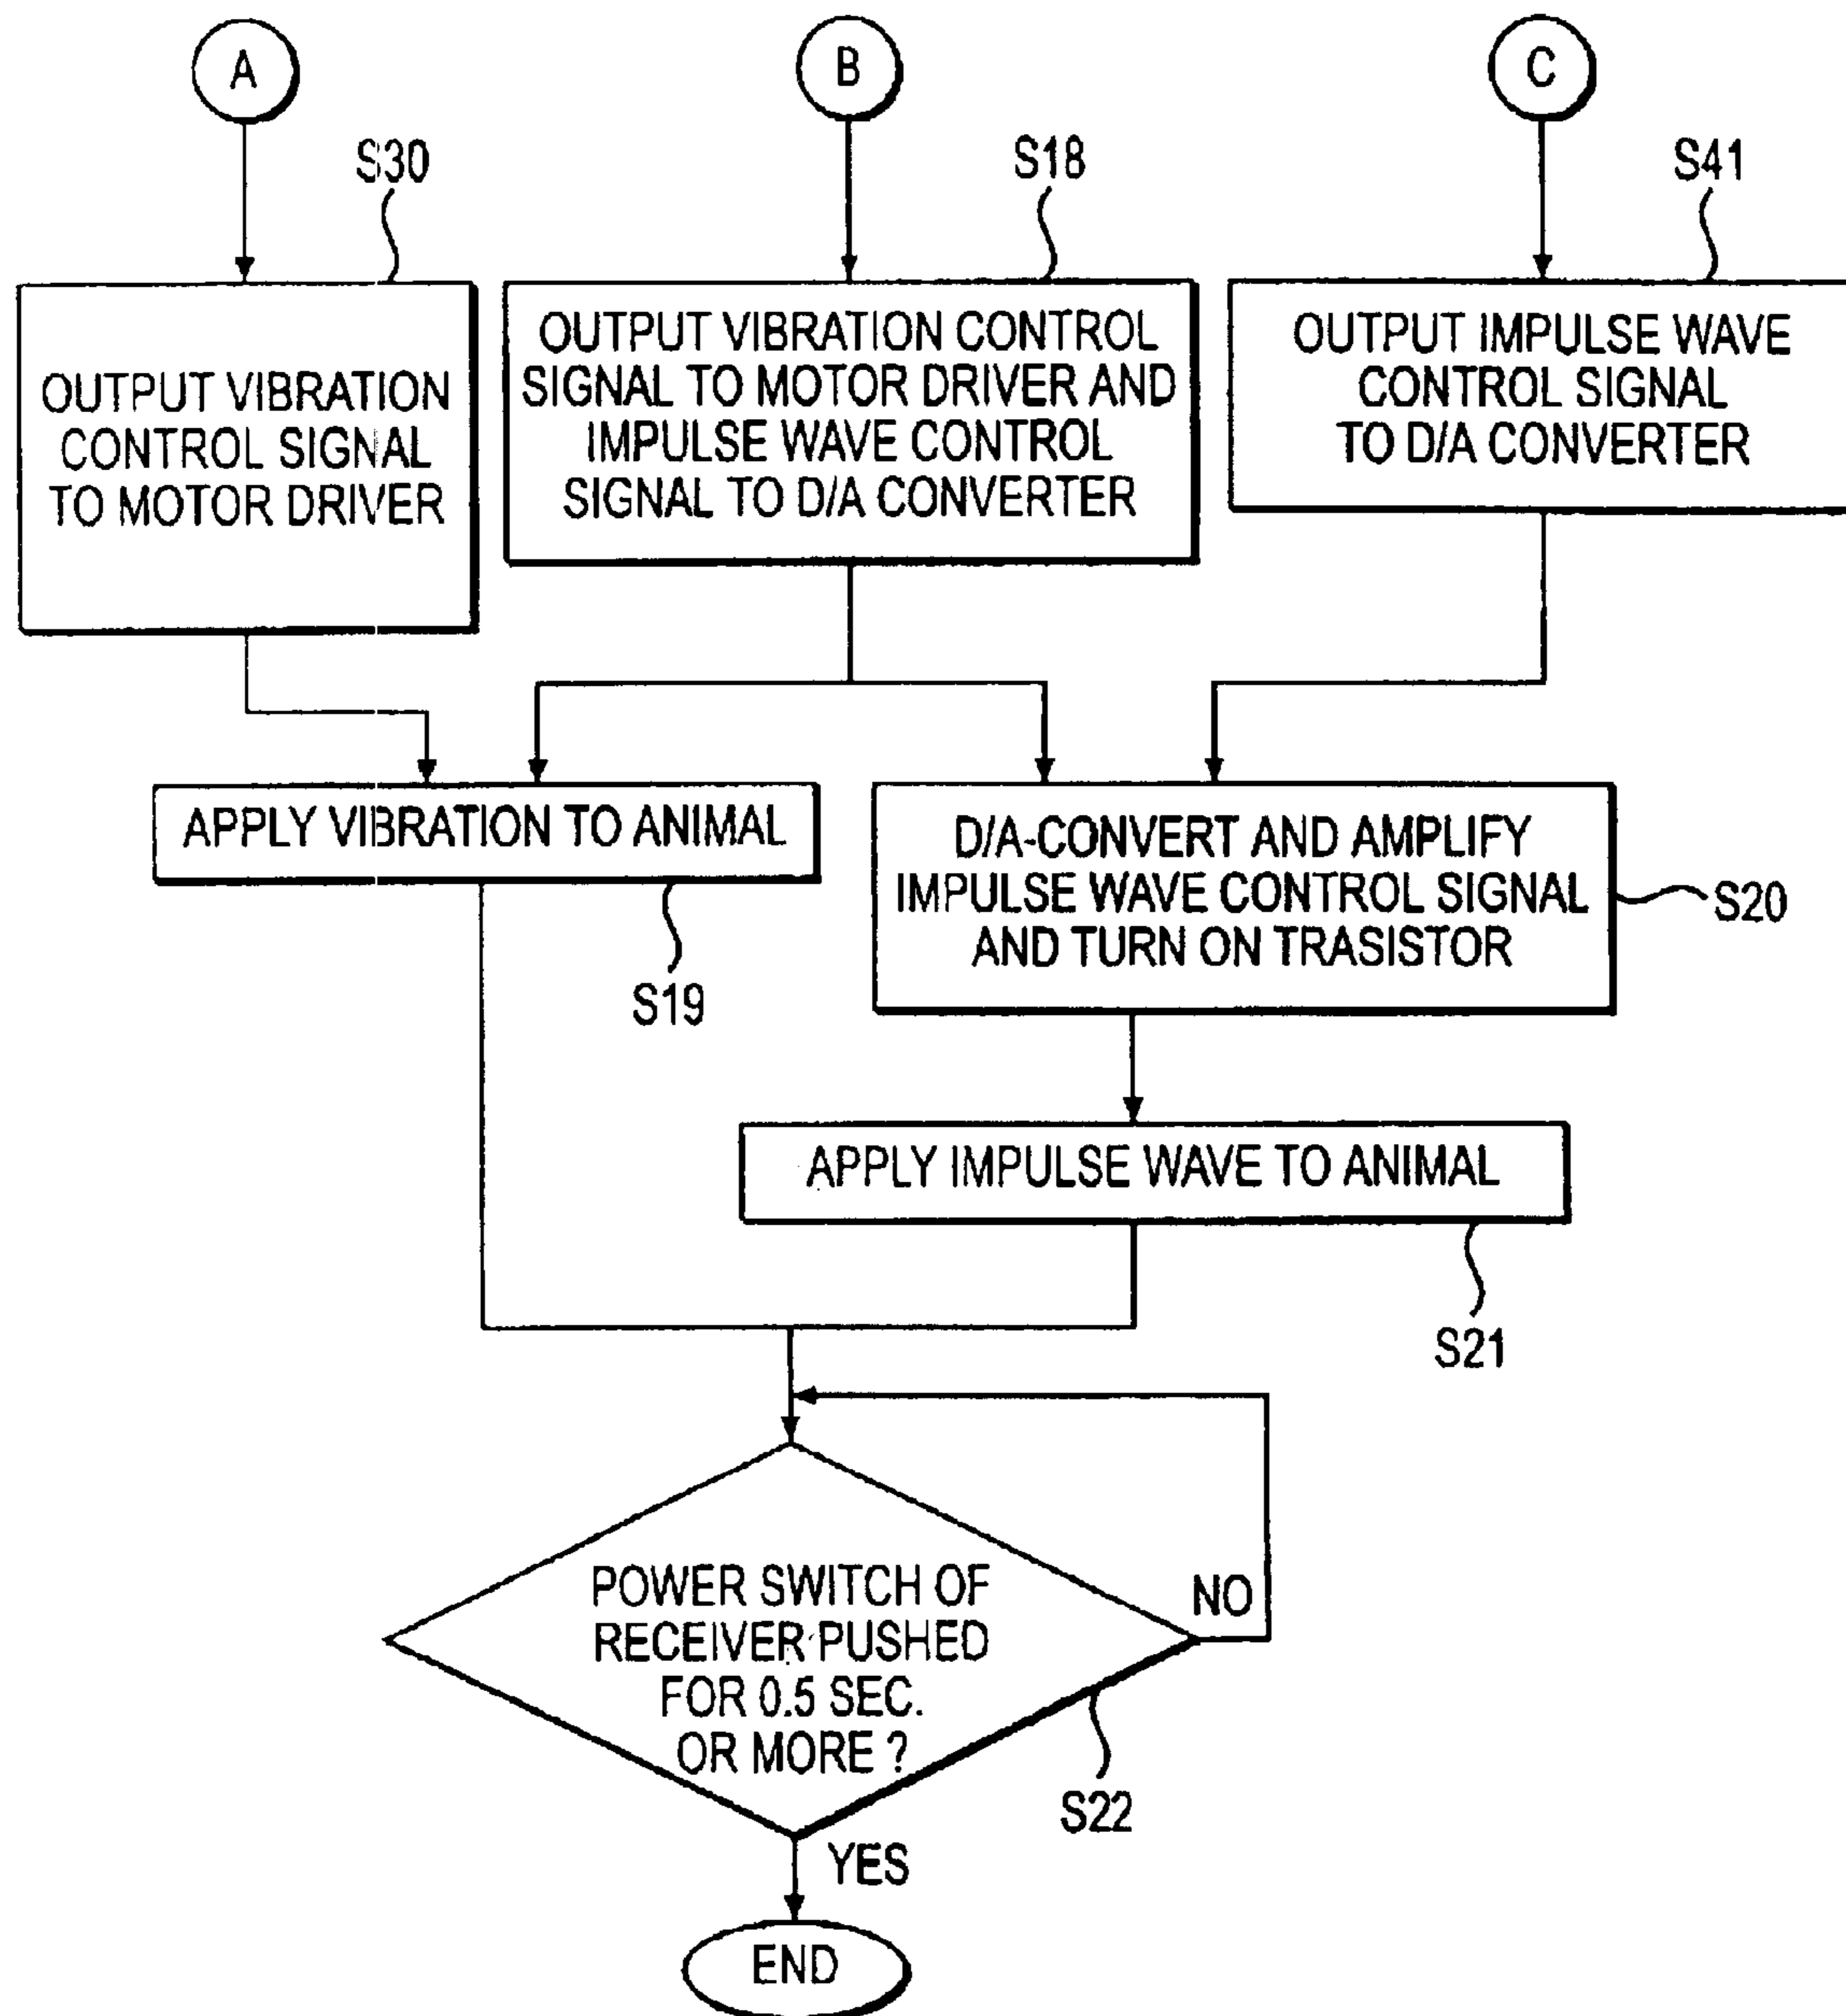 A
B
C
S30
S18
S41
OUTPUT VIBRATION
CONTROL SIGNAL
TO MOTOR DRIVER
OUTPUT VIBRATION CONTROL
SIGNAL TO MOTOR DRIVER AND
IMPULSE WAVE CONTROL
SIGNAL TO D/A CONVERTER
OUTPUT IMPULSE WAVE
CONTROL SIGNAL
TO D/A CONVERTER
APPLY VIBRATION TO ANIMAL
S19
D/A-CONVERT AND AMPLIFY
IMPULSE WAVE CONTROL SIGNAL
AND TURN ON TRASISTOR
S20
APPLY IMPULSE WAVE TO ANIMAL
S21
POWER SWITCH OF
RECEIVER PUSHED
FOR 0.5 SEC.
OR MORE ?
NO
S22
YES
END